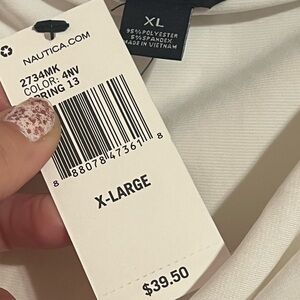 XL
95% POLYESTER
5% SPANDEX
MADE IN VIETNAM
NAUTICA.COM
2734MK
COLOR: 4NV
SPRING 13
8 88078 47361 8
X-LARGE
$39.50